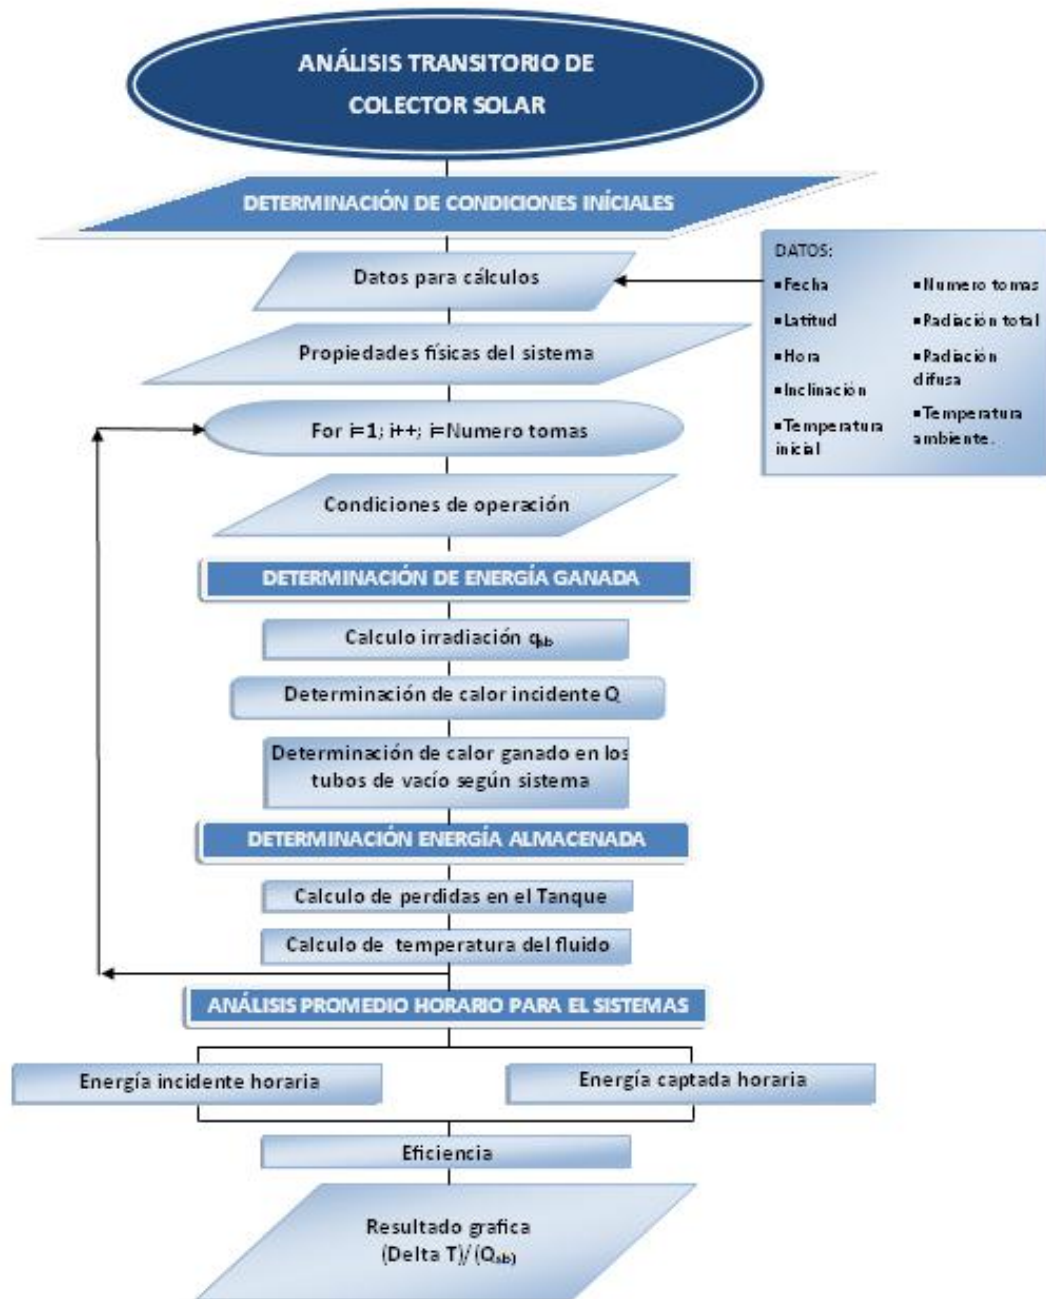 ANÁLISIS TRANSITORIO DE
COLECTOR SOLAR
DETERMINACIÓN DE CONDICIONES INÍCIALES
Datos para cálculos
DATOS:
▪Fecha
▪Latitud
▪Hora
▪Inclinación
▪Temperatura
inicial
▪Numero tomas
▪Radiación total
▪Radiación
difusa
▪Temperatura
ambiente.
Propiedades físicas del sistema
For i=1; i++; i=Numero tomas
Condiciones de operación
DETERMINACIÓN DE ENERGÍA GANADA
Calculo irradiación q
Determinación de calor incidente Q
Determinación de calor ganado en los
tubos de vacío según sistema
DETERMINACIÓN ENERGÍA ALMACENADA
Calculo de perdidas en el Tanque
Calculo de temperatura del fluido
ANÁLISIS PROMEDIO HORARIO PARA EL SISTEMAS
Energía incidente horaria
Energía captada horaria
Eficiencia
Resultado grafica
(Delta T)/(Q